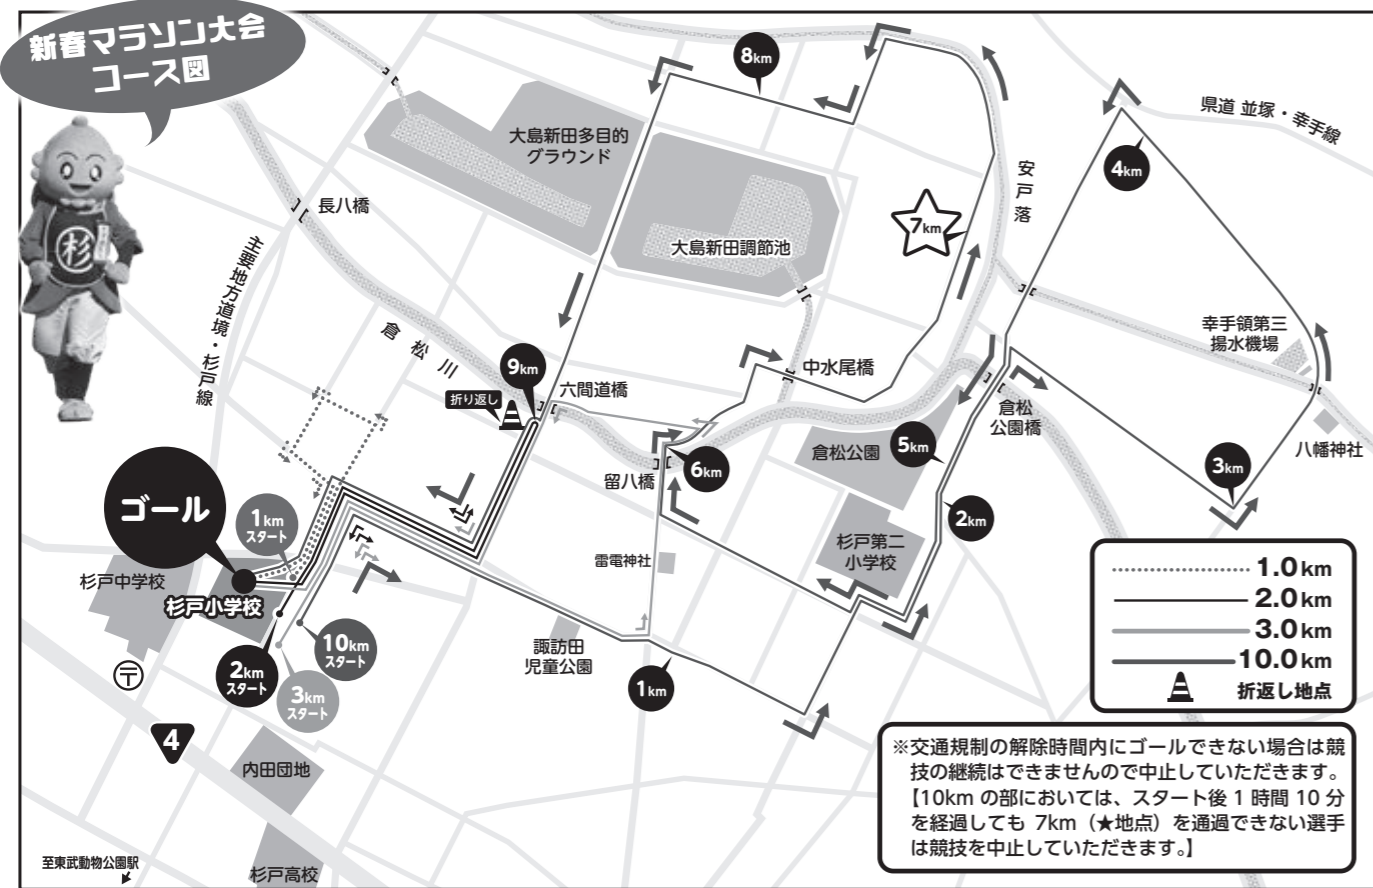 新春マラソン大会
コース図
杉
長八橋
主要地方道境・杉戸線
倉松川
大島新田多目的
グラウンド
大島新田調節池
8km
7km
安戸落
県道 並塚・幸手線
4km
幸手領第三
揚水機場
八幡神社
3km
倉松
公園橋
中水尾橋
倉松公園
5km
2km
杉戸第二
小学校
9km
折り返し
六間道橋
留八橋
6km
雷電神社
諏訪田
児童公園
1km
ゴール
1km
スタート
杉戸中学校
杉戸小学校
2km
スタート
10km
スタート
3km
スタート
〒
4
内田団地
杉戸高校
至東武動物公園駅
1.0km
2.0km
3.0km
10.0km
折返し地点
※交通規制の解除時間内にゴールできない場合は競
技の継続はできませんので中止していただきます。
【10km の部においては、スタート後 1 時間 10 分
を経過しても 7km（★地点）を通過できない選手
は競技を中止していただきます。】